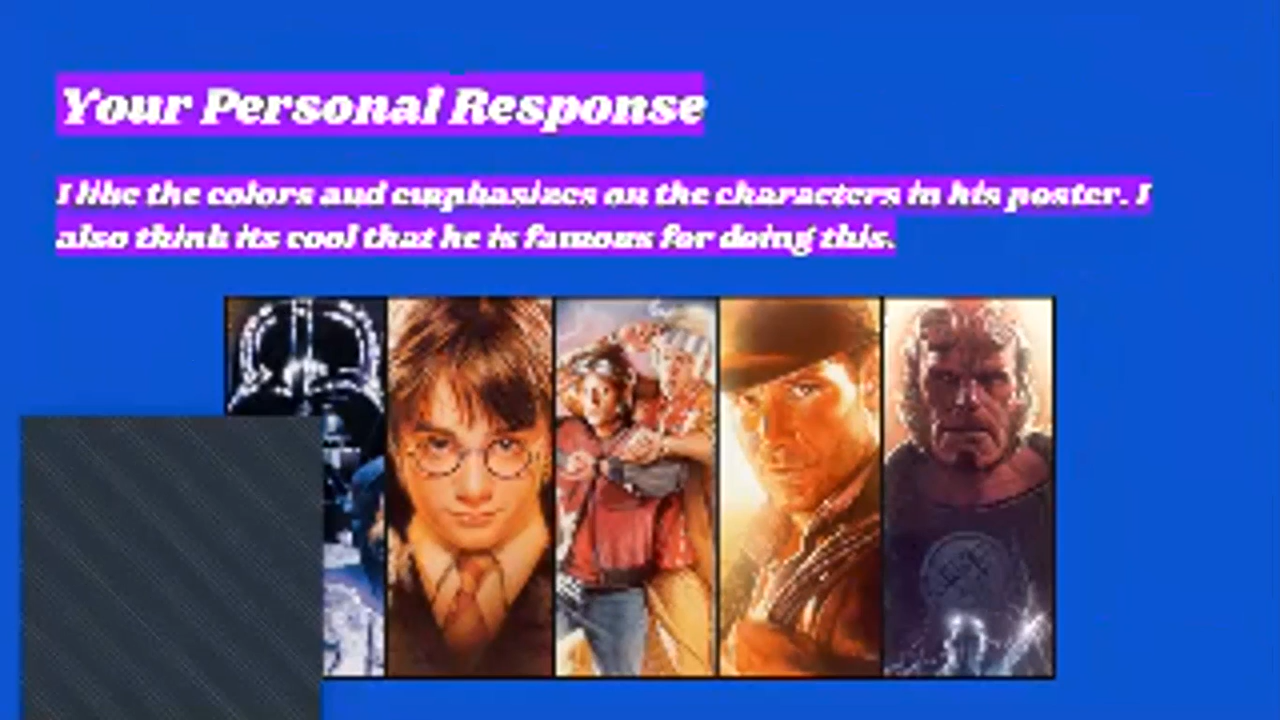 Your Personal Response
I like the colors and emphasizes on the characters in his poster. I
also think its cool that he is famous for doing this.